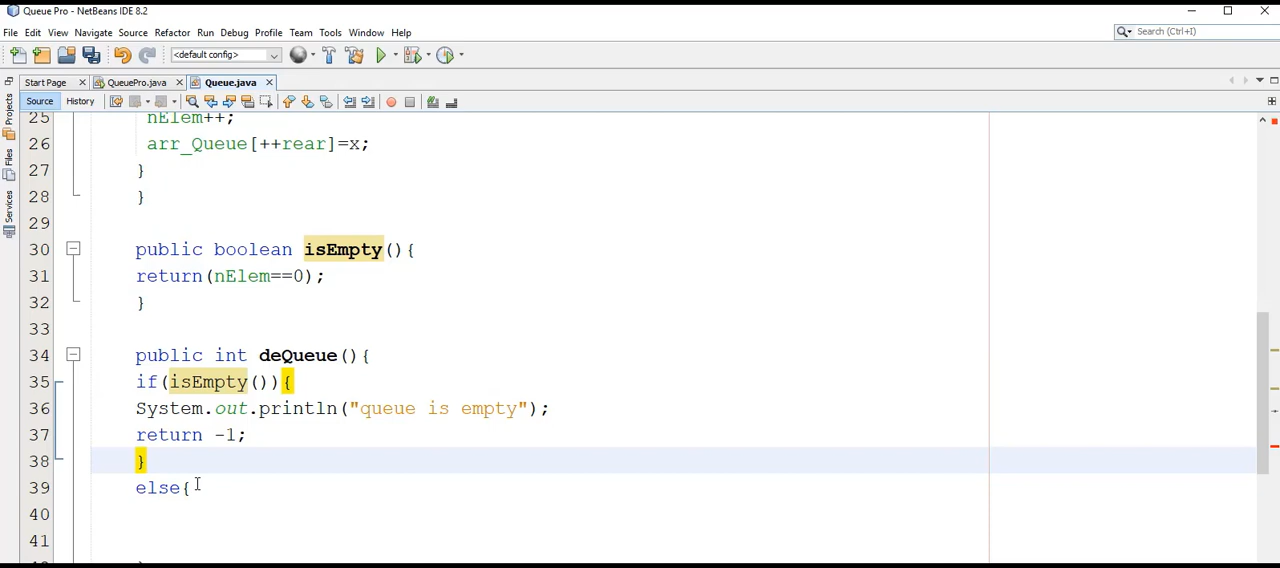 Queue Pro - NetBeans IDE 8.2
File Edit View Navigate Source Refactor Run Debug Profile Team Tools Window Help
Search (Ctrl+I)
<default config>
Start Page QueuePro.java Queue.java
Source History
Projects
Files
Services
25 nElem++;
26 arr_Queue[++rear]=x;
27 }
28 }
29
30 public boolean isEmpty(){
31 return(nElem==0);
32 }
33
34 public int deQueue(){
35 if(isEmpty()){
36 System.out.println("queue is empty");
37 return -1;
38 }
39 else{
40
41